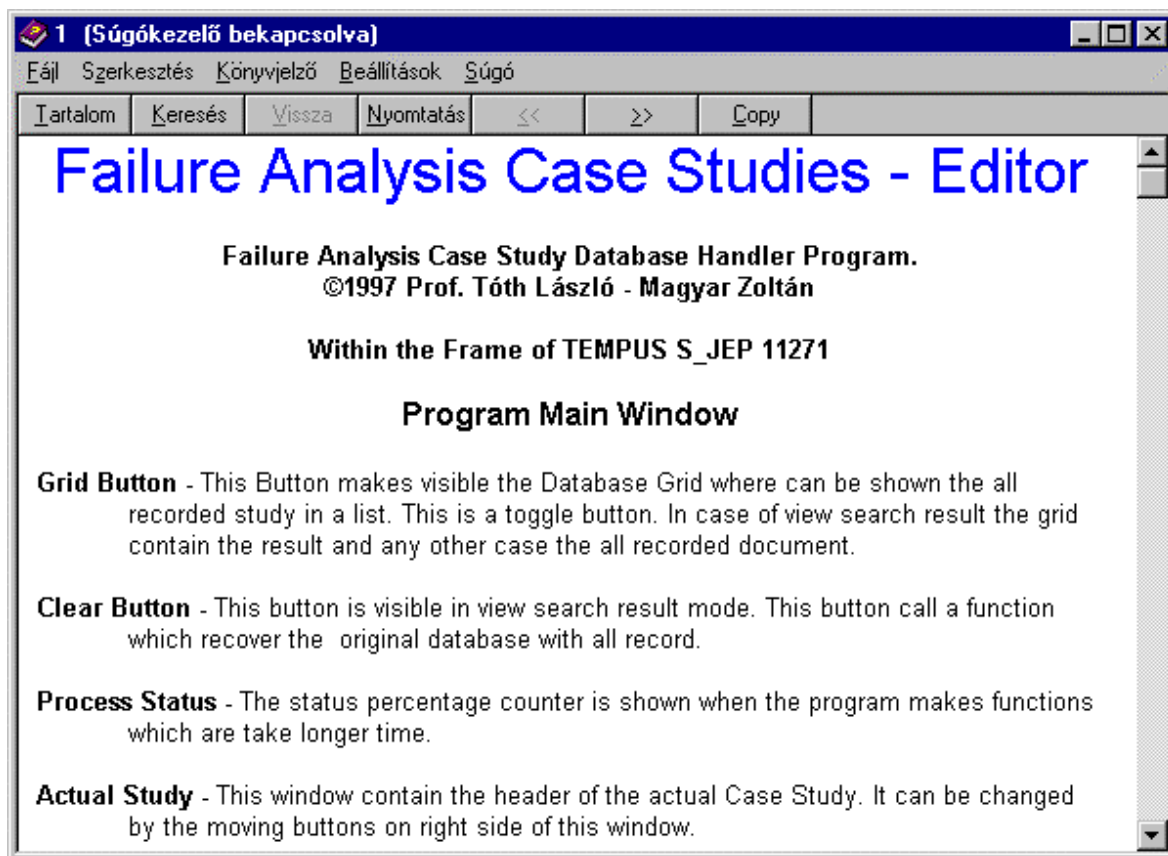 1 (Súgókezelő bekapcsolva)
Fájl Szerkesztés Könyvjelző Beállítások Súgó
Tartalom Keresés Vissza Nyomtatás << >> Copy
Failure Analysis Case Studies - Editor
Failure Analysis Case Study Database Handler Program.
©1997 Prof. Tóth László - Magyar Zoltán
Within the Frame of TEMPUS S_JEP 11271
Program Main Window
Grid Button - This Button makes visible the Database Grid where can be shown the all
recorded study in a list. This is a toggle button. In case of view search result the grid
contain the result and any other case the all recorded document.
Clear Button - This button is visible in view search result mode. This button call a function
which recover the original database with all record.
Process Status - The status percentage counter is shown when the program makes functions
which are take longer time.
Actual Study - This window contain the header of the actual Case Study. It can be changed
by the moving buttons on right side of this window.